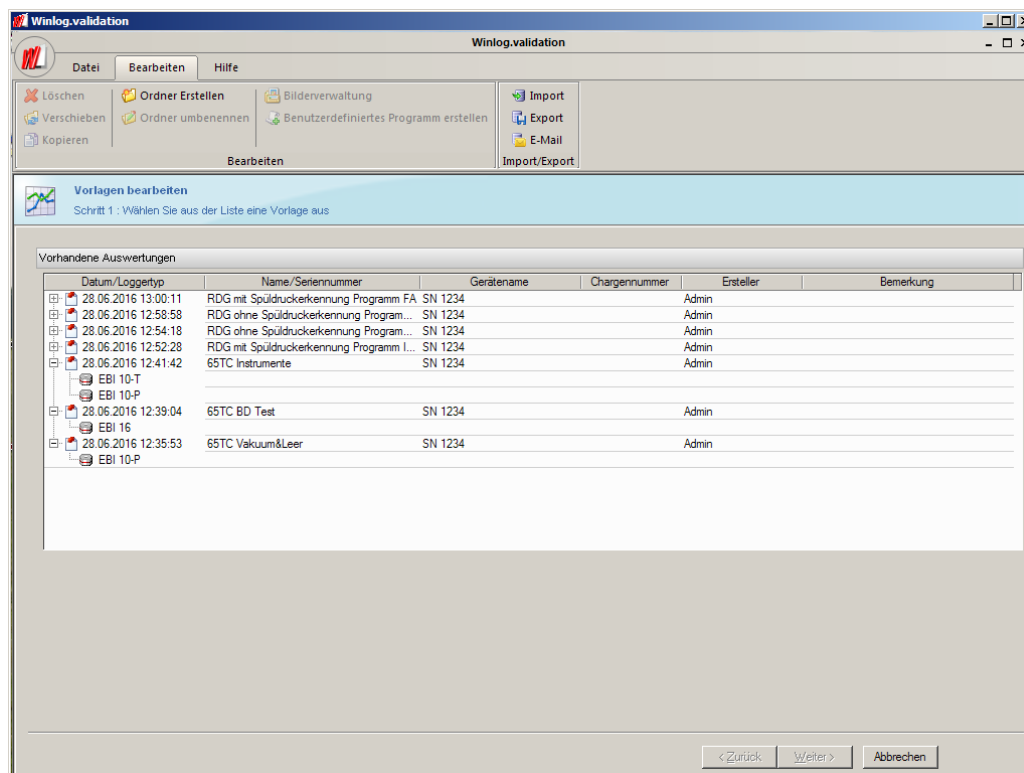 Winlog.validation
Winlog.validation
Datei Bearbeiten Hilfe
Löschen Ordner Erstellen Bilderverwaltung Import
Verschieben Ordner umbenennen Benutzerdefiniertes Programm erstellen Export
Kopieren E-Mail
Bearbeiten Import/Export
Vorlagen bearbeiten
Schritt 1 : Wählen Sie aus der Liste eine Vorlage aus
Vorhandene Auswertungen
Datum/Loggertyp Name/Seriennummer Gerätename Chargennummer Ersteller Bemerkung
28.06.2016 13:00:11 RDG mit Spüldruckerkennung Programm FA SN 1234 Admin
28.06.2016 12:58:58 RDG ohne Spüldruckerkennung Program... SN 1234 Admin
28.06.2016 12:54:18 RDG ohne Spüldruckerkennung Program... SN 1234 Admin
28.06.2016 12:52:28 RDG mit Spüldruckerkennung Programm I... SN 1234 Admin
28.06.2016 12:41:42 65TC Instrumente SN 1234 Admin
EBI 10-T
EBI 10-P
28.06.2016 12:39:04 65TC BD Test SN 1234 Admin
EBI 16
28.06.2016 12:35:53 65TC Vakuum&Leer SN 1234 Admin
EBI 10-P
< Zurück Weiter > Abbrechen